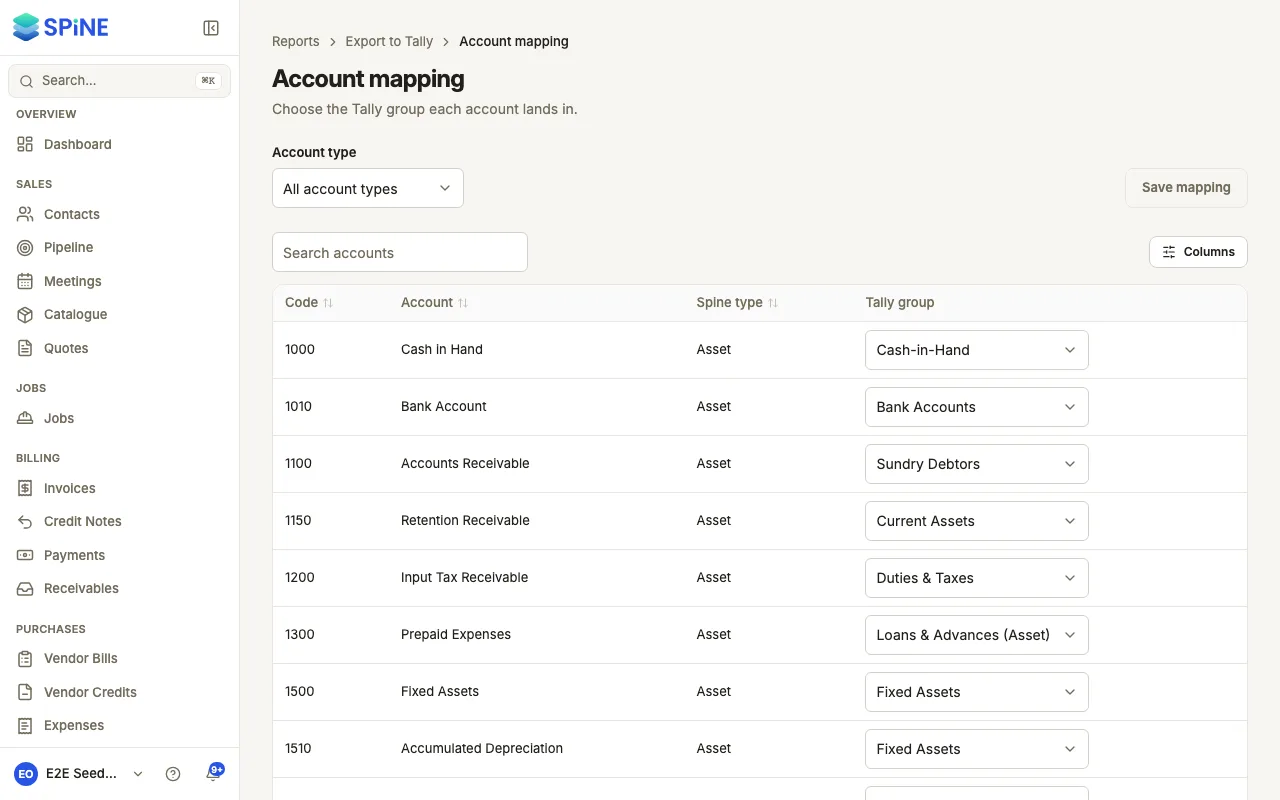 SPiNE
Search... ⌘K
OVERVIEW
Dashboard
SALES
Contacts
Pipeline
Meetings
Catalogue
Quotes
JOBS
Jobs
BILLING
Invoices
Credit Notes
Payments
Receivables
PURCHASES
Vendor Bills
Vendor Credits
Expenses
EO E2E Seed... 9+
Reports > Export to Tally > Account mapping
Account mapping
Choose the Tally group each account lands in.
Account type
All account types
Save mapping
Search accounts
Columns
Code Account Spine type Tally group
1000 Cash in Hand Asset Cash-in-Hand
1010 Bank Account Asset Bank Accounts
1100 Accounts Receivable Asset Sundry Debtors
1150 Retention Receivable Asset Current Assets
1200 Input Tax Receivable Asset Duties & Taxes
1300 Prepaid Expenses Asset Loans & Advances (Asset)
1500 Fixed Assets Asset Fixed Assets
1510 Accumulated Depreciation Asset Fixed Assets